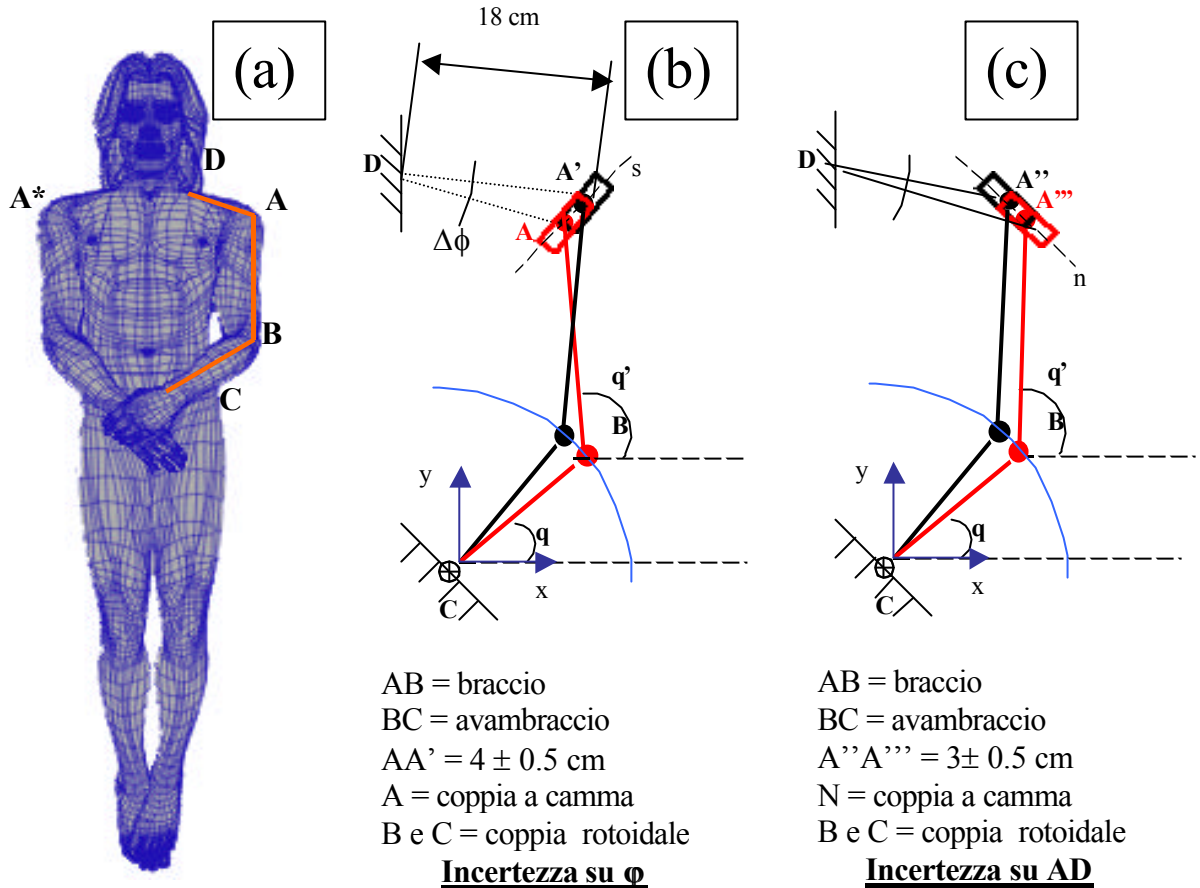 (a)
D
A*
A
B
C
18 cm
(b)
D
A'
s
A
Δϕ
q'
B
y
q
x
C
AB = braccio
BC = avambraccio
AA' = 4 ± 0.5 cm
A = coppia a camma
B e C = coppia rotoidale
Incertezza su φ
(c)
D
A''
A'''
n
q'
B
y
q
x
C
AB = braccio
BC = avambraccio
A''A''' = 3± 0.5 cm
N = coppia a camma
B e C = coppia rotoidale
Incertezza su AD